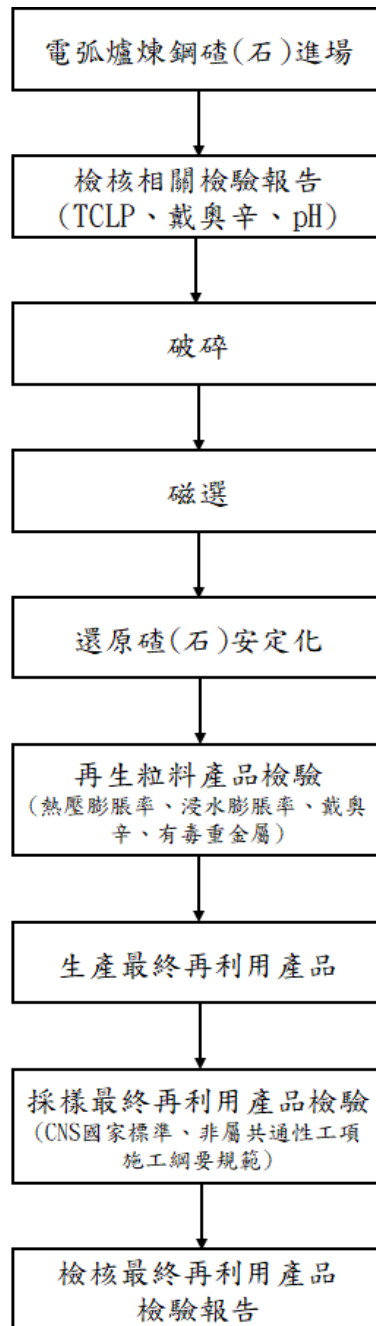 電弧爐煉鋼碴(石)進場
檢核相關檢驗報告
(TCLP、戴奧辛、pH)
破碎
磁選
還原碴(石)安定化
再生粒料產品檢驗
(熱壓膨脹率、浸水膨脹率、戴奧
辛、有毒重金屬)
生產最終再利用產品
採樣最終再利用產品檢驗
(CNS國家標準、非屬共通性工項
施工綱要規範)
檢核最終再利用產品
檢驗報告